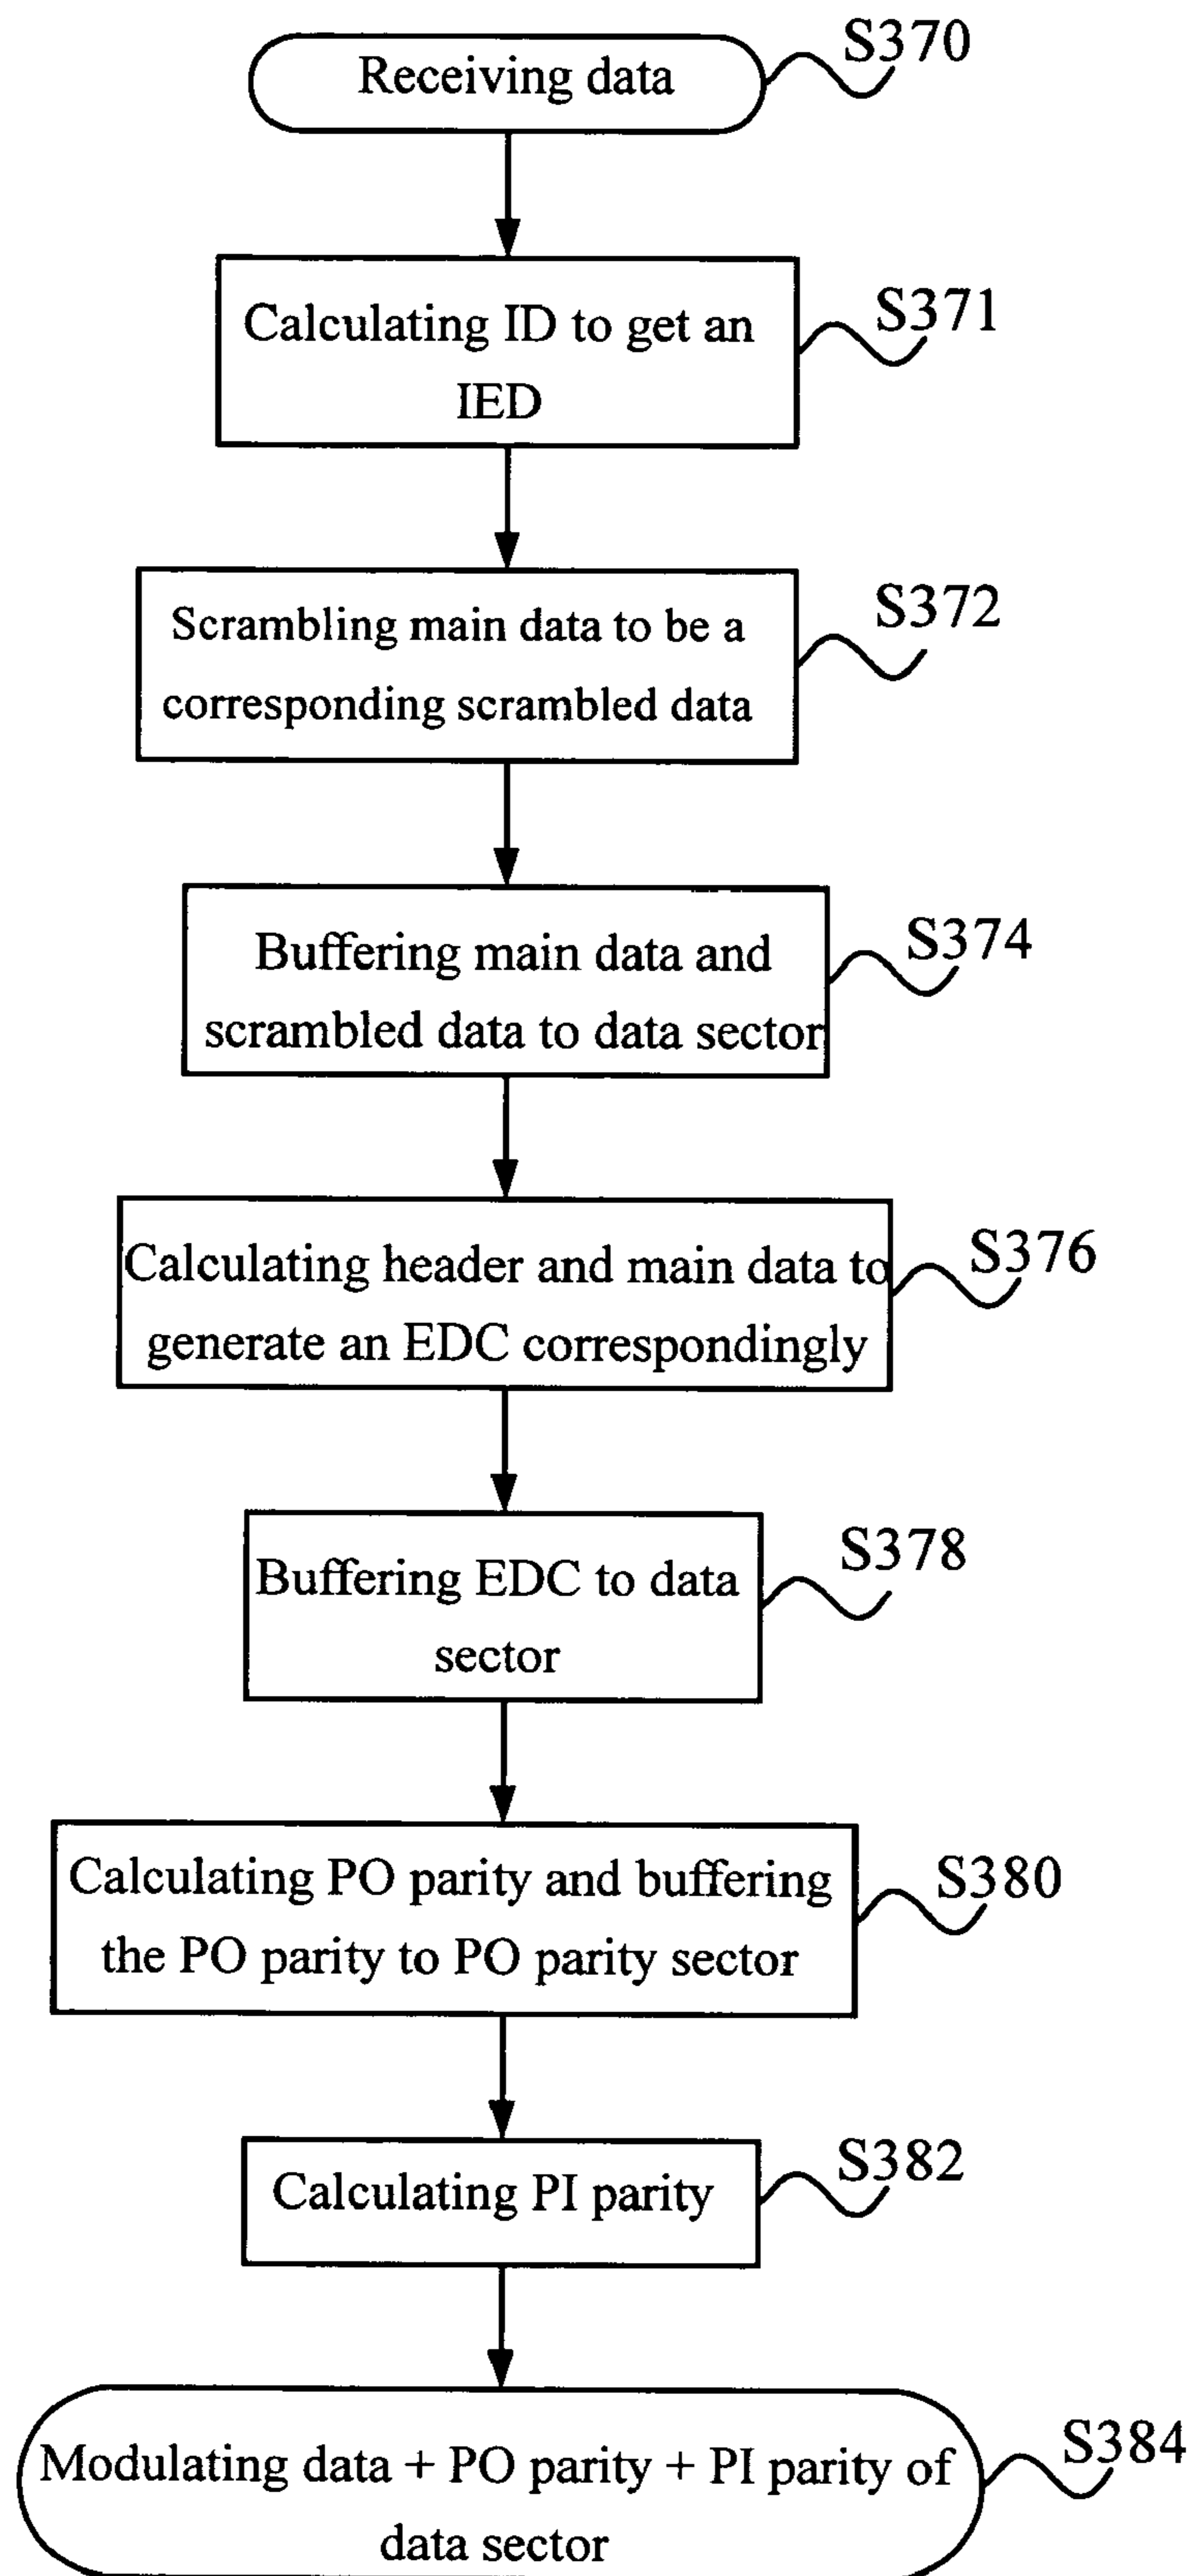 Receiving data
S370
Calculating ID to get an
IED
S371
Scrambling main data to be a
corresponding scrambled data
S372
Buffering main data and
scrambled data to data sector
S374
Calculating header and main data to
generate an EDC correspondingly
S376
Buffering EDC to data
sector
S378
Calculating PO parity and buffering
the PO parity to PO parity sector
S380
Calculating PI parity
S382
Modulating data + PO parity + PI parity of
data sector
S384